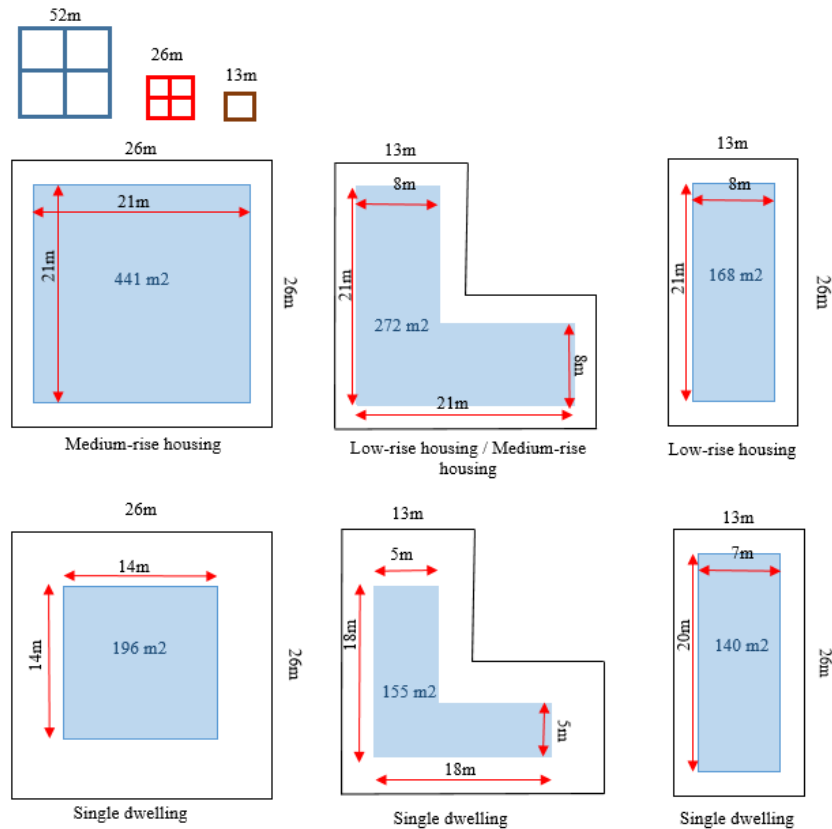 52m
26m
13m
26m
21m
21m
441 m2
26m
Medium-rise housing
13m
8m
21m
272 m2
8m
21m
Low-rise housing / Medium-rise
housing
13m
8m
21m
168 m2
26m
Low-rise housing
26m
14m
14m
196 m2
26m
Single dwelling
13m
5m
18m
155 m2
5m
18m
Single dwelling
13m
7m
20m
140 m2
26m
Single dwelling